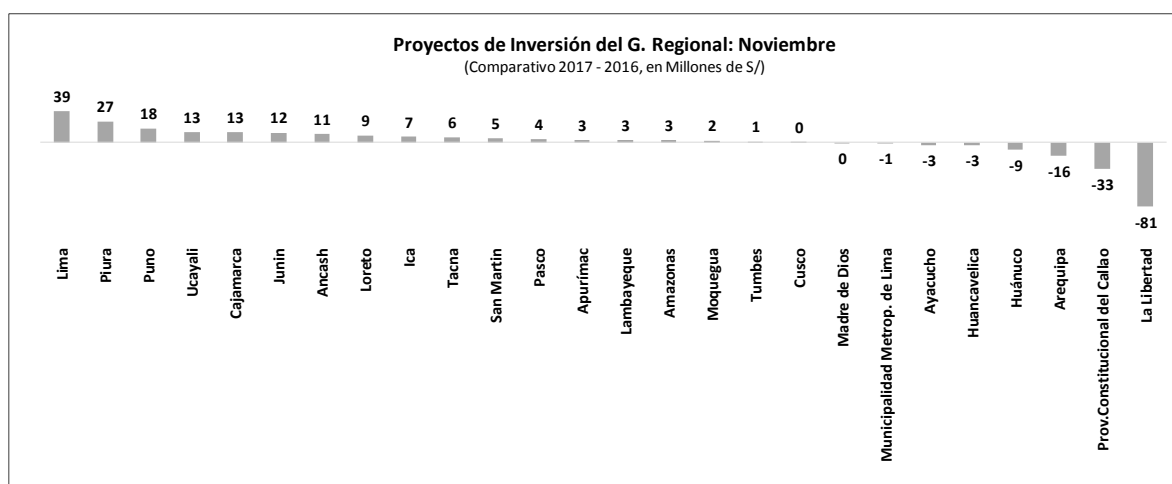 Proyectos de Inversión del G. Regional: Noviembre
(Comparativo 2017 - 2016, en Millones de S/)
39
27
18
13
13
12
11
9
7
6
5
4
3
3
3
2
1
0
0
-1
-3
-3
-9
-16
-33
-81
Lima
Piura
Puno
Ucayali
Cajamarca
Junin
Ancash
Loreto
Ica
Tacna
San Martin
Pasco
Apurímac
Lambayeque
Amazonas
Moquegua
Tumbes
Cusco
Madre de Dios
Municipalidad Metrop. de Lima
Ayacucho
Huancavelica
Huánuco
Arequipa
Prov.Constitucional del Callao
La Libertad